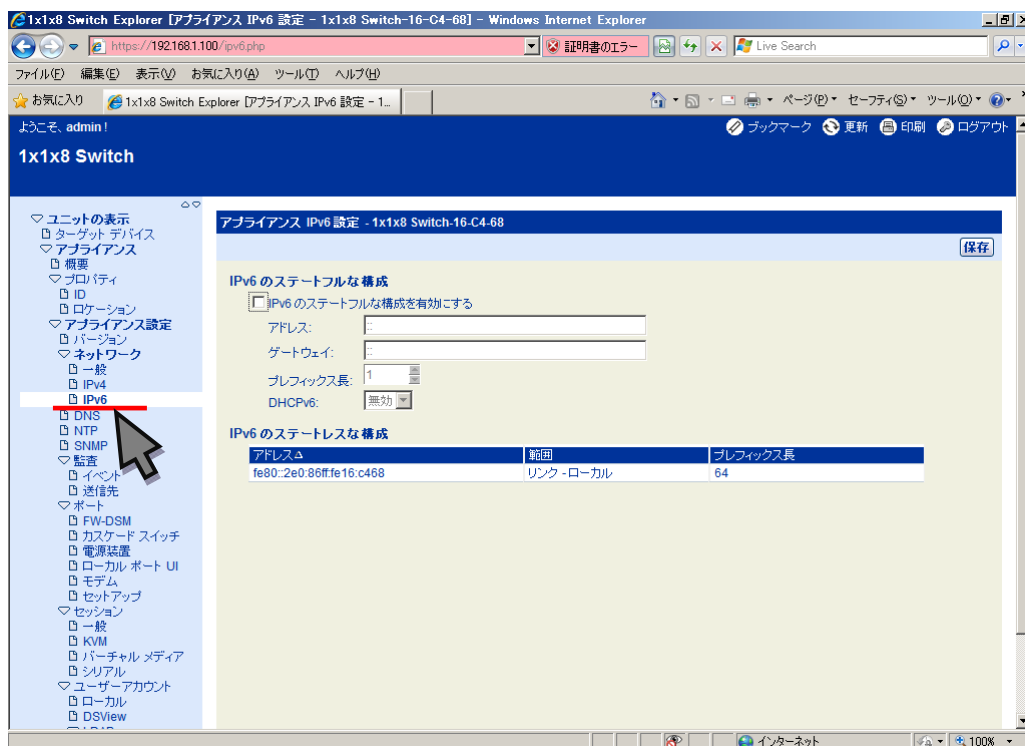 1x1x8 Switch Explorer [アプライアンス IPv6 設定 - 1x1x8 Switch-16-C4-68] - Windows Internet Explorer
https://192.168.1.100/ipv6.php
証明書のエラー
Live Search
ファイル(F) 編集(E) 表示(V) お気に入り(A) ツール(T) ヘルプ(H)
お気に入り
1x1x8 Switch Explorer [アプライアンス IPv6 設定 - 1...
ページ(P) セーフティ(S) ツール(O)
ようこそ、admin !
ブックマーク 更新 印刷 ログアウト
1x1x8 Switch
ユニットの表示
ターゲット デバイス
アプライアンス
概要
プロパティ
ID
ロケーション
アプライアンス設定
バージョン
ネットワーク
一般
IPv4
IPv6
DNS
NTP
SNMP
監査
イベント
送信先
ポート
FW-DSM
カスケード スイッチ
電源装置
ローカル ポート UI
モデム
セットアップ
セッション
一般
KVM
バーチャル メディア
シリアル
ユーザーアカウント
ローカル
DSView
アプライアンス IPv6 設定 - 1x1x8 Switch-16-C4-68
保存
IPv6 のステートフルな構成
IPv6 のステートフルな構成を有効にする
アドレス: ::
ゲートウェイ: ::
プレフィックス長: 1
DHCPv6: 無効
IPv6 のステートレスな構成
アドレス 範囲 プレフィックス長
fe80::2e0:86ff:fe16:c468 リンク - ローカル 64
インターネット
100%